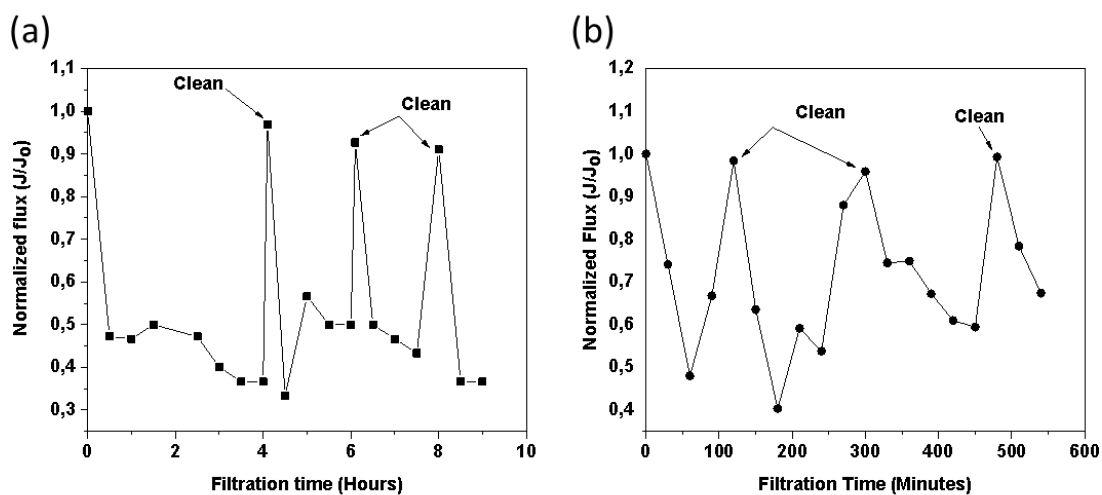 (a)
Normalized flux (J/J₀)
1,1
1,0
0,9
0,8
0,7
0,6
0,5
0,4
0,3
Clean
Clean
0 2 4 6 8 10
Filtration time (Hours)
(b)
Normalized Flux (J/J₀)
1,2
1,1
1,0
0,9
0,8
0,7
0,6
0,5
0,4
Clean
Clean
0 100 200 300 400 500 600
Filtration Time (Minutes)